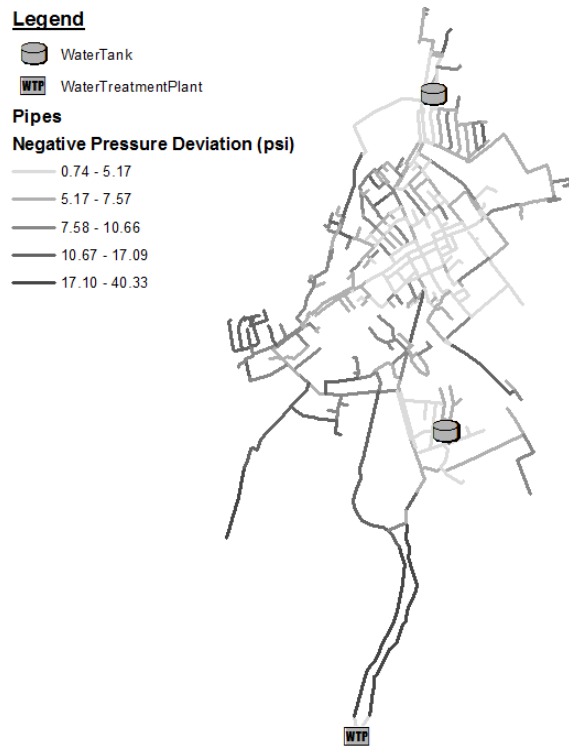 Legend
WaterTank
WTP WaterTreatmentPlant
Pipes
Negative Pressure Deviation (psi)
0.74 - 5.17
5.17 - 7.57
7.58 - 10.66
10.67 - 17.09
17.10 - 40.33
WTP